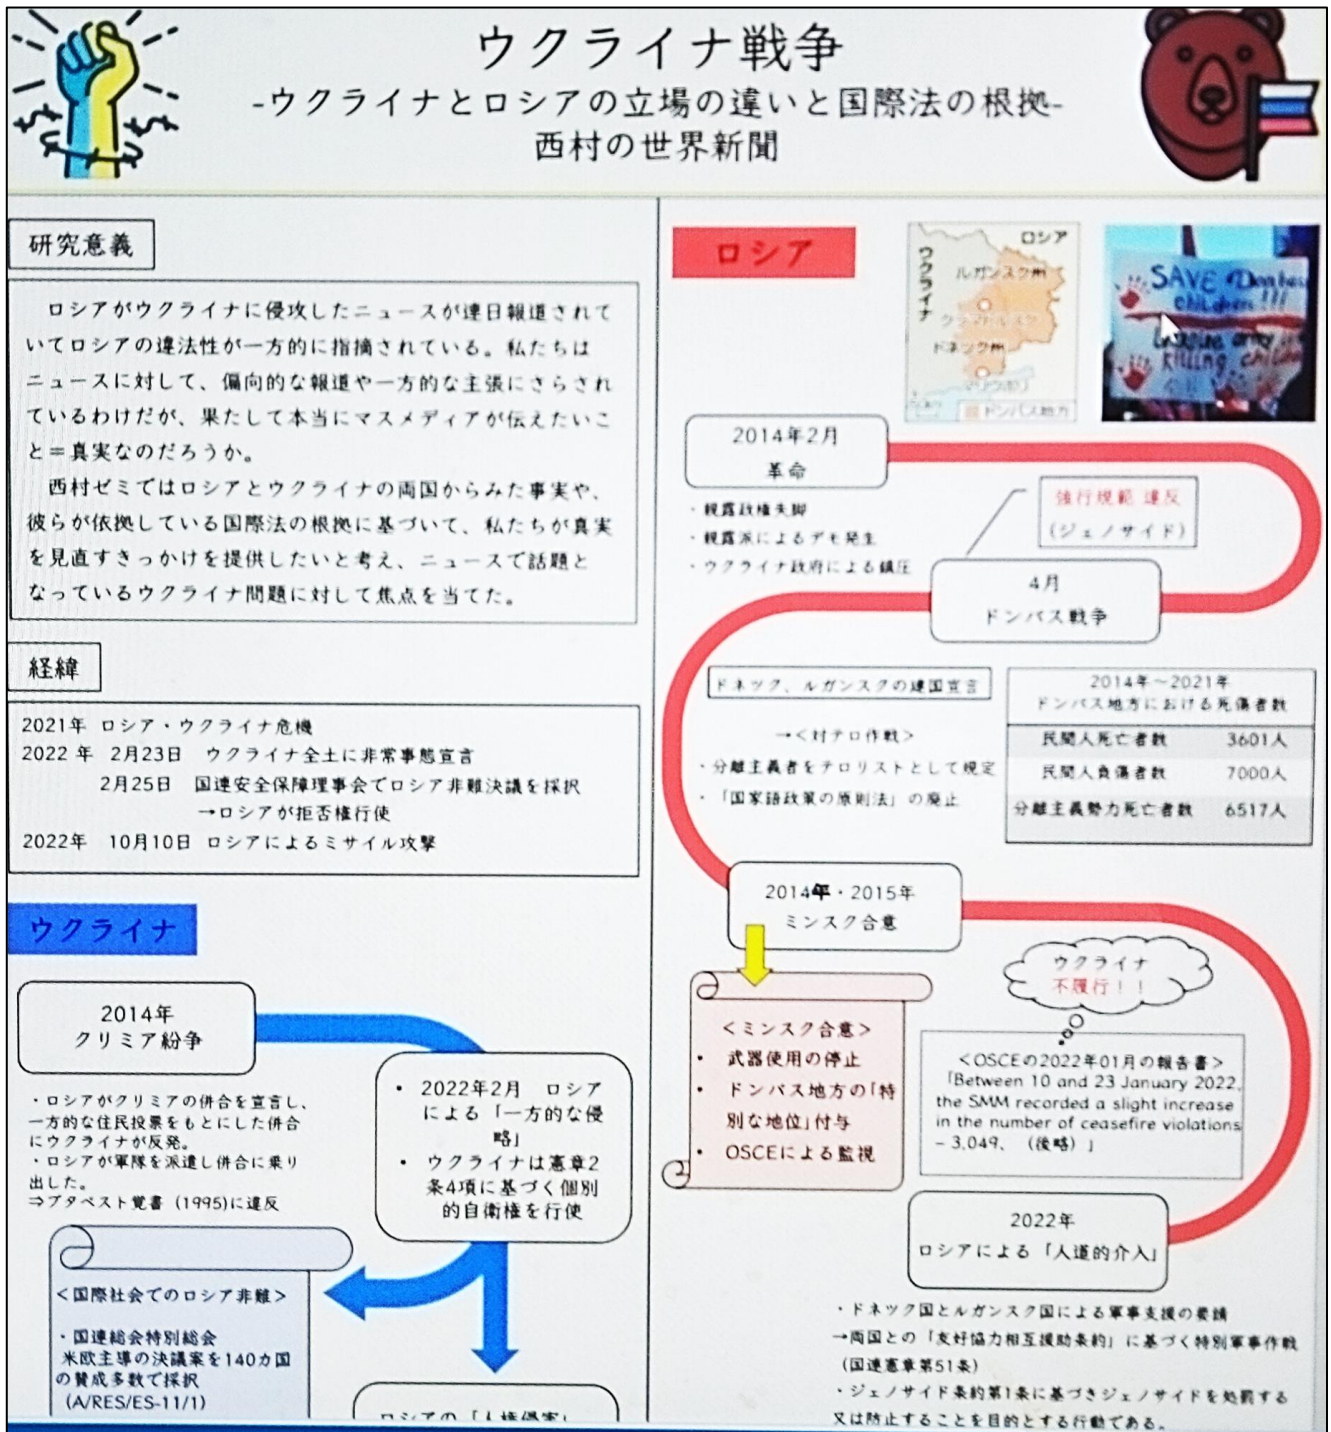 ウクライナ戦争
-ウクライナとロシアの立場の違いと国際法の根拠-
西村の世界新聞
研究意義
ロシアがウクライナに侵攻したニュースが連日報道されて
いてロシアの違法性が一方的に指摘されている。私たちは
ニュースに対して、偏向的な報道や一方的な主張にさらされ
ているわけだが、果たして本当にマスメディアが伝えたいこ
と＝真実なのだろうか。
西村ゼミではロシアとウクライナの両国からみた事実や、
彼らが依拠している国際法の根拠に基づいて、私たちが真実
を見直すきっかけを提供したいと考え、ニュースで話題と
なっているウクライナ問題に対して焦点を当てた。
経緯
2021年 ロシア・ウクライナ危機
2022 年 2月23日 ウクライナ全土に非常事態宣言
2月25日 国連安全保障理事会でロシア非難決議を採択
→ロシアが拒否権行使
2022年 10月10日 ロシアによるミサイル攻撃
ウクライナ
2014年
クリミア紛争
・ロシアがクリミアの併合を宣言し、
一方的な住民投票をもとにした併合
にウクライナが反発。
・ロシアが軍隊を派遣し併合に乗り
出した。
⇒ブタペスト覚書 (1995)に違反
• 2022年2月 ロシア
による「一方的な侵
略」
• ウクライナは憲章2
条4項に基づく個別
的自衛権を行使
＜国際社会でのロシア非難＞
・国連総会特別総会
米欧主導の決議案を140カ国
の賛成多数で採択
(A/RES/ES-11/1)
ロシアの「人権侵害」
ロシア
ロシア
ウクライナ
ルガンスク州
クラマトルスク
ドネック州
マリウポリ
ドンバス地方
SAVE Donbas
children!!!
Ukraine army
killing children
2014年2月
革命
・親露政権失脚
・親露派によるデモ発生
・ウクライナ政府による鎮圧
強行規範 違反
(ジェノサイド)
4月
ドンバス戦争
ドネツク、ルガンスクの建国宣言
→＜対テロ作戦＞
・分離主義者をテロリストとして規定
・「国家語政策の原則法」の廃止
2014年～2021年
ドンバス地方における死傷者数
民間人死亡者数 3601人
民間人負傷者数 7000人
分離主義勢力死亡者数 6517人
2014年・2015年
ミンスク合意
＜ミンスク合意＞
• 武器使用の停止
• ドンバス地方の「特
別な地位」付与
• OSCEによる監視
ウクライナ
不履行！！
＜OSCEの2022年01月の報告書＞
「Between 10 and 23 January 2022,
the SMM recorded a slight increase
in the number of ceasefire violations
– 3,049、 (後略) 」
2022年
ロシアによる「人道的介入」
・ドネツク国とルガンスク国による軍事支援の要請
→両国との「友好協力相互援助条約」に基づく特別軍事作戦
(国連憲章第51条)
・ジェノサイド条約第1条に基づきジェノサイドを処罰する
又は防止することを目的とする行動である。